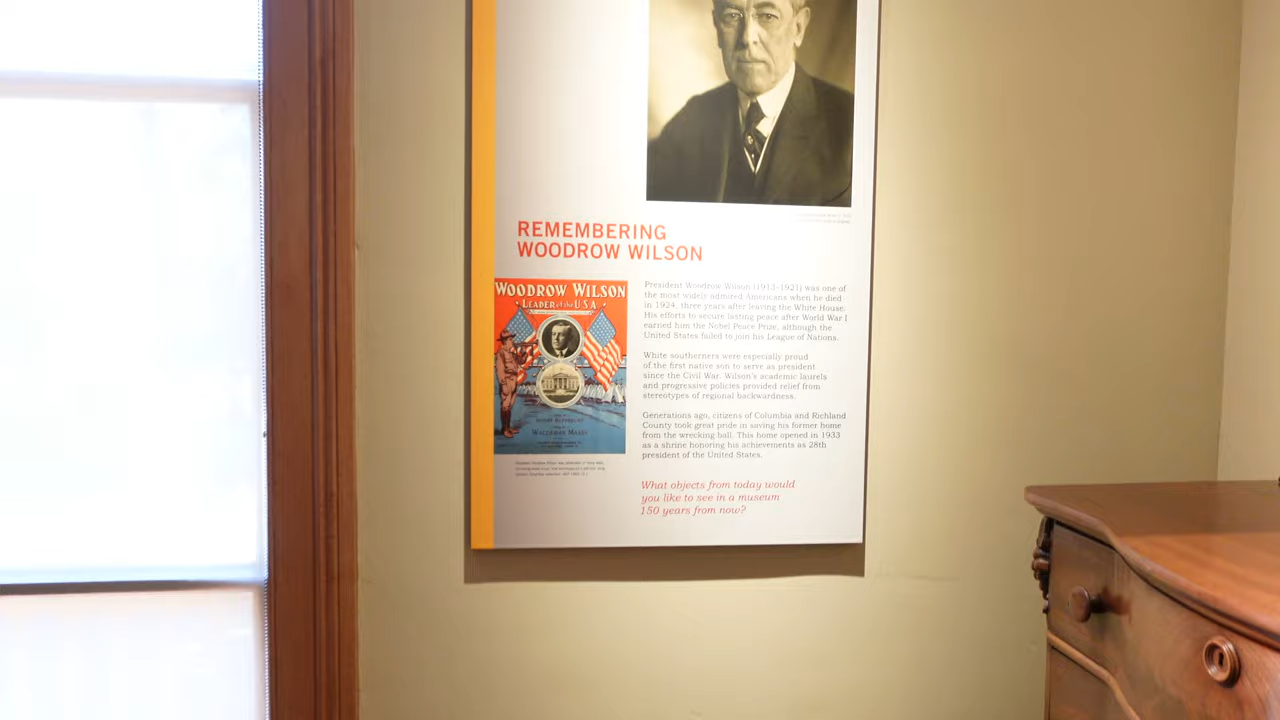 REMEMBERING
WOODROW WILSON
WOODROW WILSON
LEADER of the U.S.A.
President Woodrow Wilson (1913-1921) was one of
the most widely admired Americans when he died
in 1924, three years after leaving the White House.
His efforts to secure lasting peace after World War I
earned him the Nobel Peace Prize, although the
United States failed to join his League of Nations.
White southerners were especially proud
of the first native son to serve as president
since the Civil War. Wilson's academic laurels
and progressive policies provided relief from
stereotypes of regional backwardness.
Generations ago, citizens of Columbia and Richland
County took great pride in saving his former home
from the wrecking ball. This home opened in 1933
as a shrine honoring his achievements as 28th
president of the United States.
What objects from today would
you like to see in a museum
150 years from now?